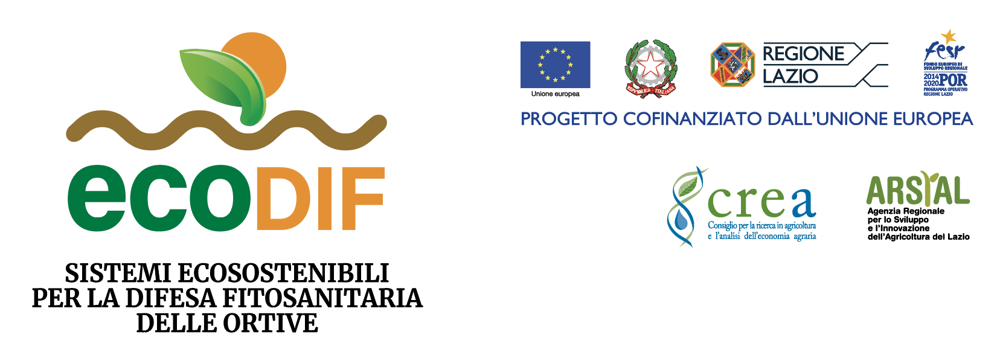 ecoDIF
SISTEMI ECOSOSTENIBILI
PER LA DIFESA FITOSANITARIA
DELLE ORTIVE
Unione europea
REPVBBLICA ITALIANA
REGIONE
LAZIO
fesr
FONDO EUROPEO DI
SVILUPPO REGIONALE
2014
2020 POR
PROGRAMMA OPERATIVO
REGIONE LAZIO
PROGETTO COFINANZIATO DALL'UNIONE EUROPEA
crea
Consiglio per la ricerca in agricoltura
e l'analisi dell'economia agraria
ARSIAL
Agenzia Regionale
per lo Sviluppo
e l'Innovazione
dell'Agricoltura del Lazio